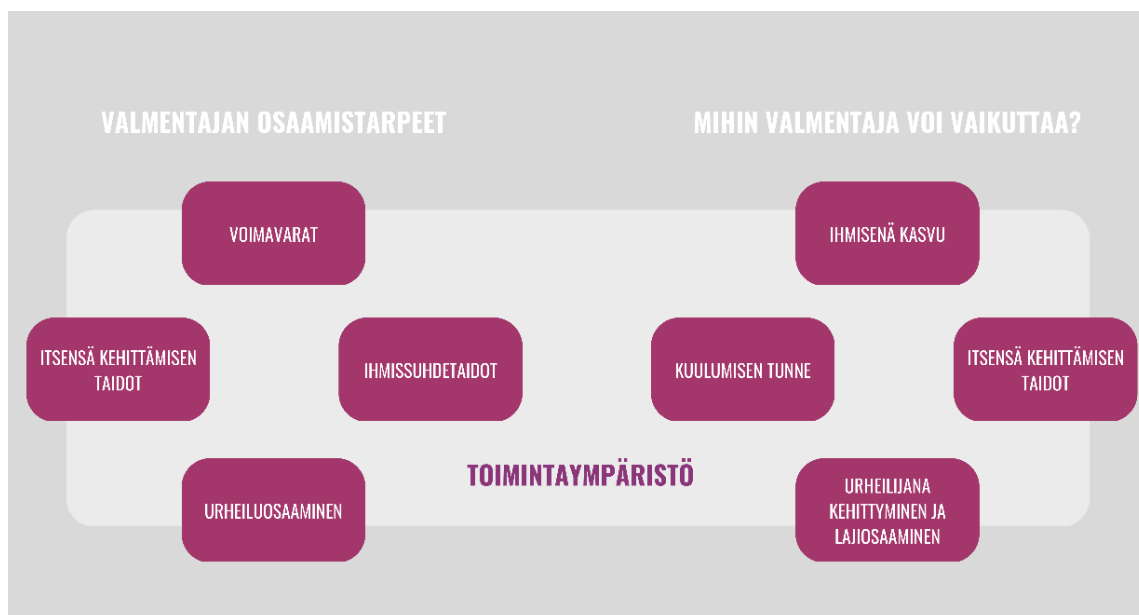 VALMENTAJAN OSAAMISTARPEET
MIHIN VALMENTAJA VOI VAIKUTTAA?
VOIMAVARAT
IHMISENÄ KASVU
ITSENSÄ KEHITTÄMISEN
TAIDOT
IHMISSUHDETAIDOT
KUULUMISEN TUNNE
ITSENSÄ KEHITTÄMISEN
TAIDOT
TOIMINTAYMPÄRISTÖ
URHEILUOSAAMINEN
URHEILIJANA
KEHITTYMINEN JA
LAJIOSAAMINEN